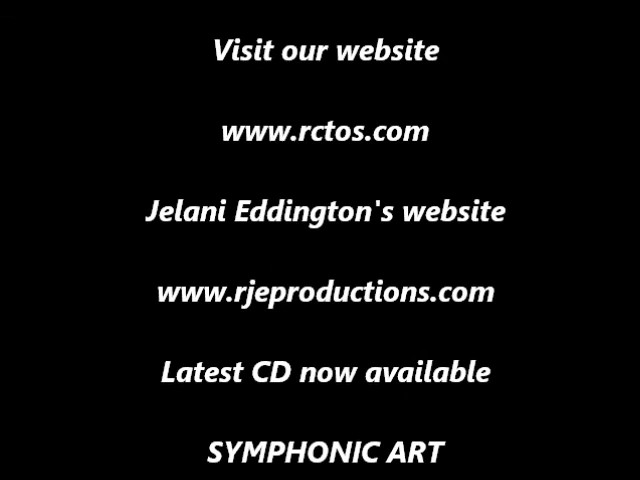 Visit our website
www.rctos.com
Jelani Eddington's website
www.rjeproductions.com
Latest CD now available
SYMPHONIC ART